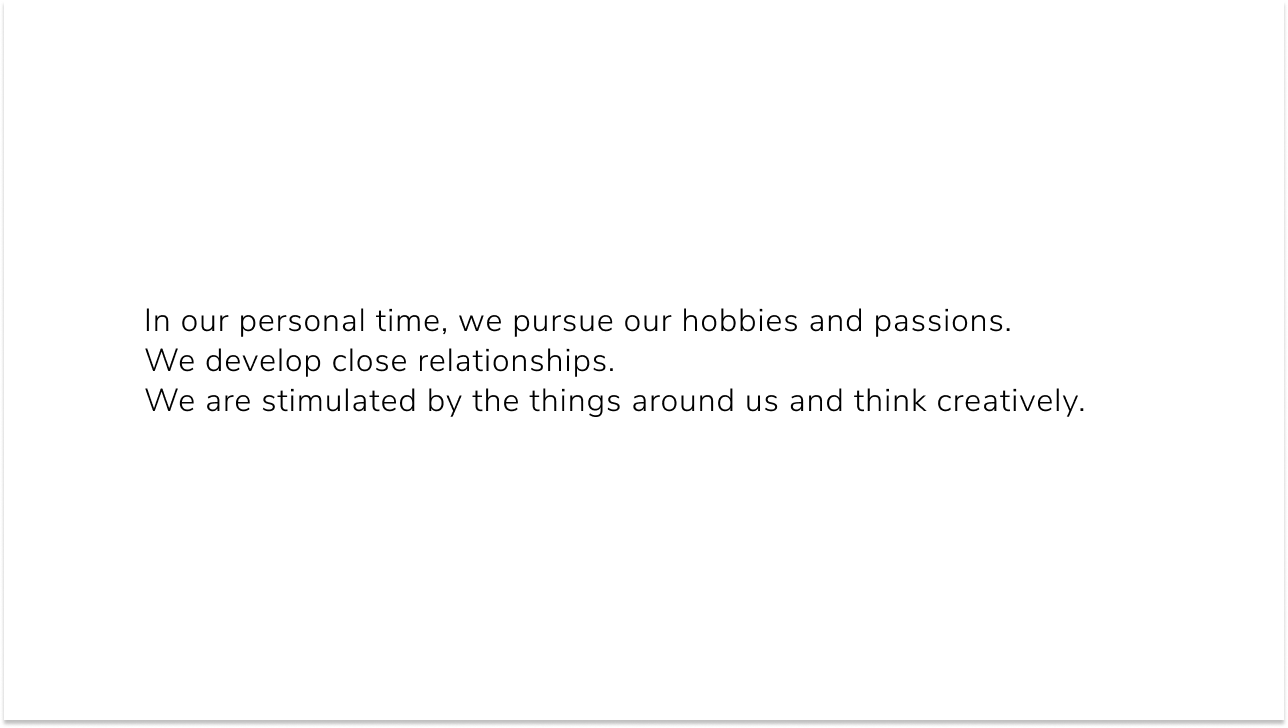 In our personal time, we pursue our hobbies and passions.
We develop close relationships.
We are stimulated by the things around us and think creatively.